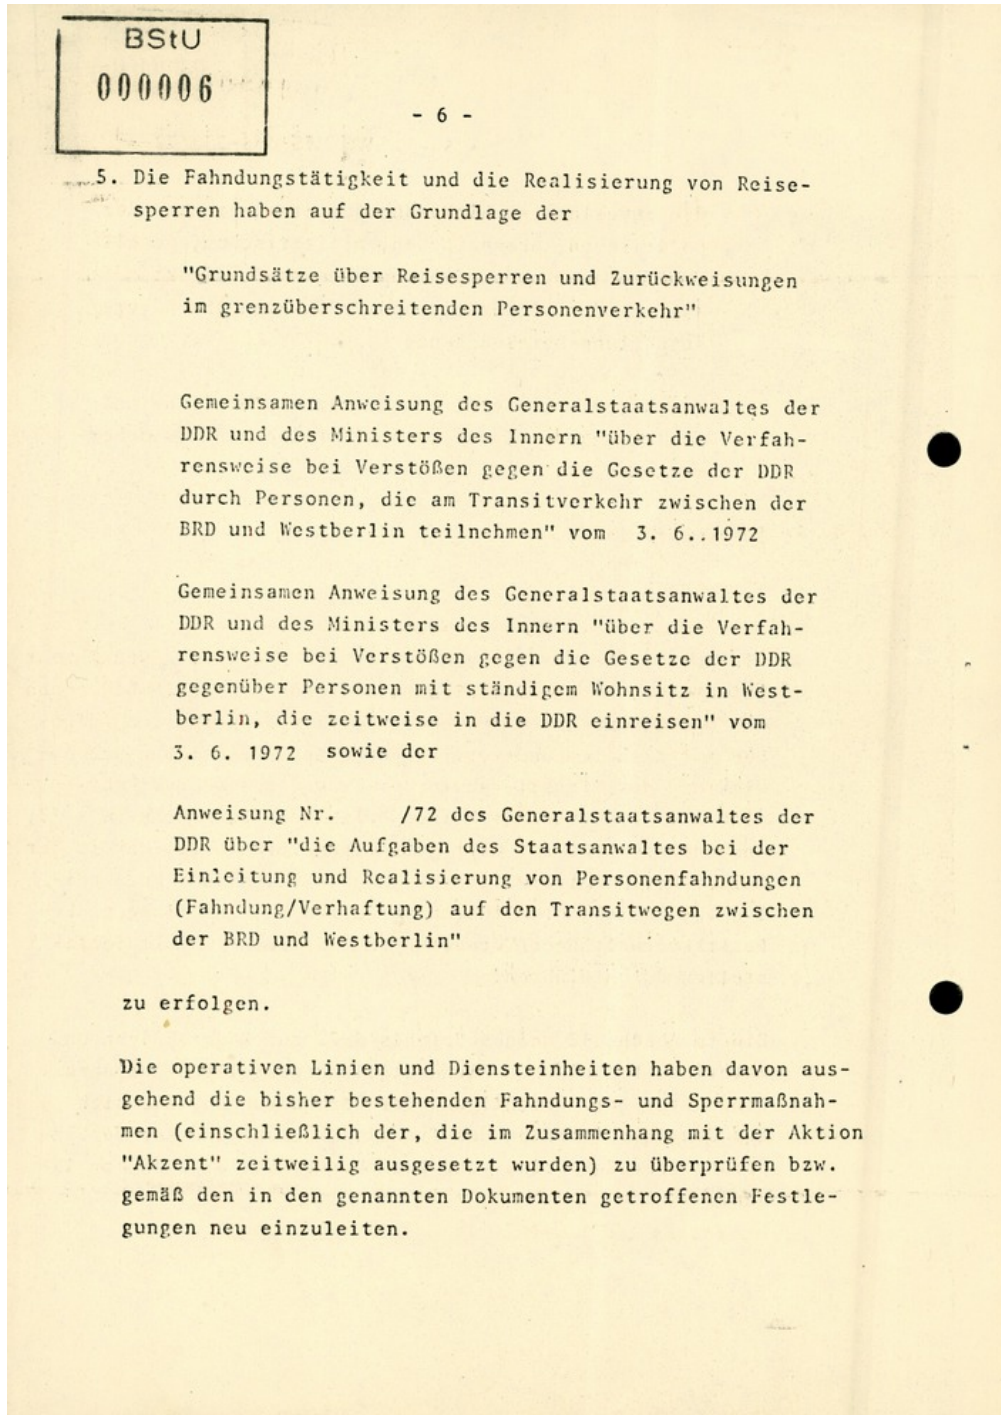 BStU
000006
- 6 -
5. Die Fahndungstätigkeit und die Realisierung von Reise-
sperren haben auf der Grundlage der
"Grundsätze über Reisesperren und Zurückweisungen
im grenzüberschreitenden Personenverkehr"
Gemeinsamen Anweisung des Generalstaatsanwaltes der
DDR und des Ministers des Innern "über die Verfah-
rensweise bei Verstößen gegen die Gesetze der DDR
durch Personen, die am Transitverkehr zwischen der
BRD und Westberlin teilnehmen" vom 3. 6..1972
Gemeinsamen Anweisung des Generalstaatsanwaltes der
DDR und des Ministers des Innern "über die Verfah-
rensweise bei Verstößen gegen die Gesetze der DDR
gegenüber Personen mit ständigem Wohnsitz in West-
berlin, die zeitweise in die DDR einreisen" vom
3. 6. 1972 sowie der
Anweisung Nr. /72 des Generalstaatsanwaltes der
DDR über "die Aufgaben des Staatsanwaltes bei der
Einleitung und Realisierung von Personenfahndungen
(Fahndung/Verhaftung) auf den Transitwegen zwischen
der BRD und Westberlin"
zu erfolgen.
Die operativen Linien und Diensteinheiten haben davon aus-
gehend die bisher bestehenden Fahndungs- und Sperrmaßnah-
men (einschließlich der, die im Zusammenhang mit der Aktion
"Akzent" zeitweilig ausgesetzt wurden) zu überprüfen bzw.
gemäß den in den genannten Dokumenten getroffenen Festle-
gungen neu einzuleiten.